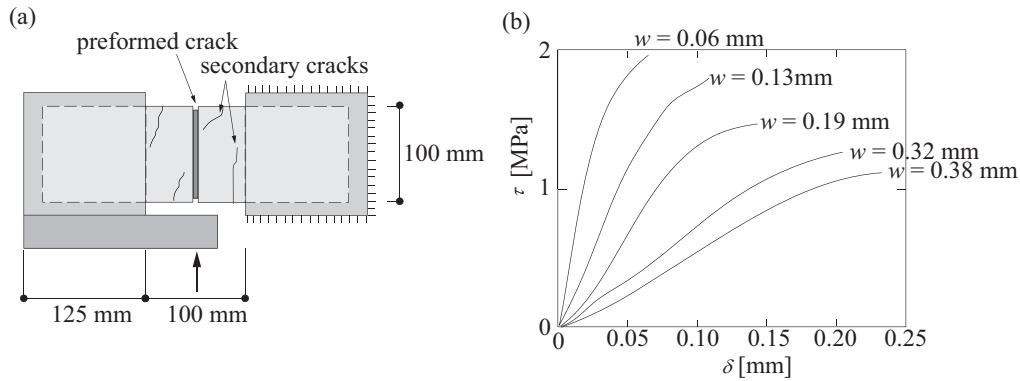 (a)
preformed crack
secondary cracks
100 mm
125 mm
100 mm
(b)
w = 0.06 mm
w = 0.13mm
w = 0.19 mm
w = 0.32 mm
w = 0.38 mm
2
1
0
τ [MPa]
0 0.05 0.10 0.15 0.20 0.25
δ [mm]